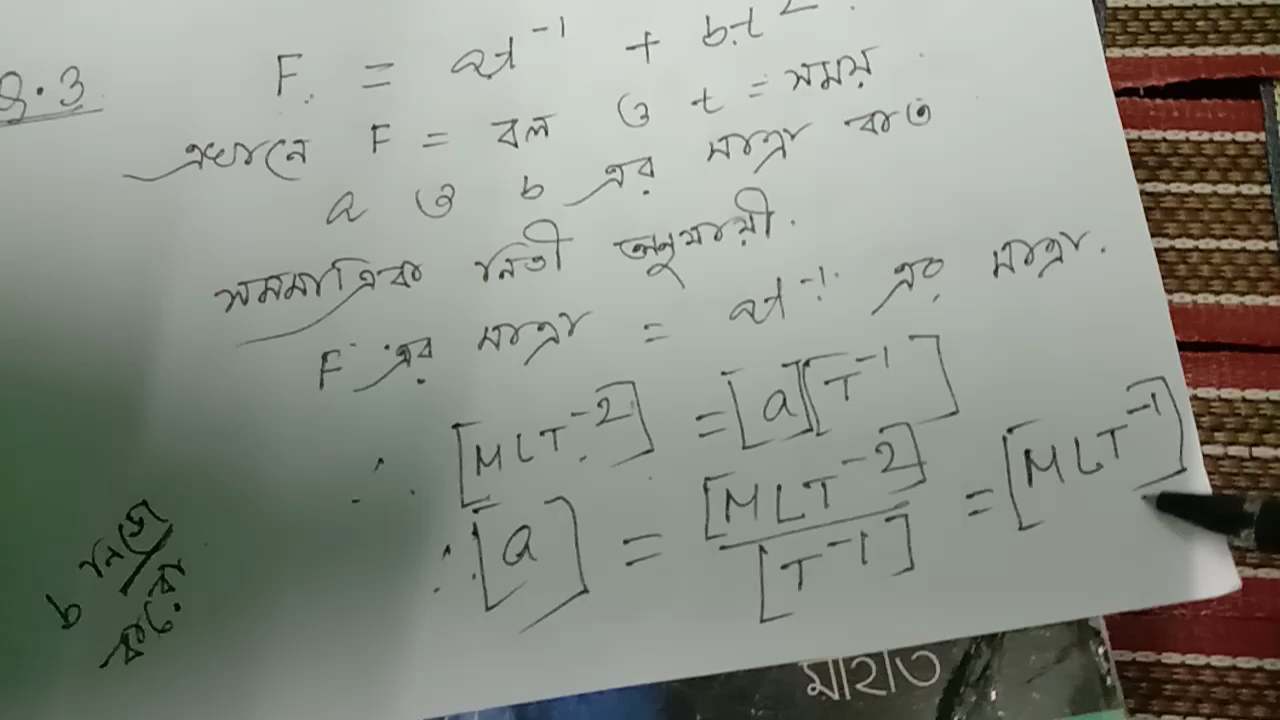 Q.3 F = at⁻¹ + bt²
এখানে F = বল ও t = সময়
a ও b এর মাত্রা কত
সমমাত্রিক নিতী অনুযায়ী.
F এর মাত্রা = at⁻¹ এর মাত্রা.
∴ [MLT⁻²] = [a][T⁻¹]
∴ [a] = [MLT⁻²] / [T⁻¹] = [MLT⁻¹]
b নিজে
করো
মাহাত